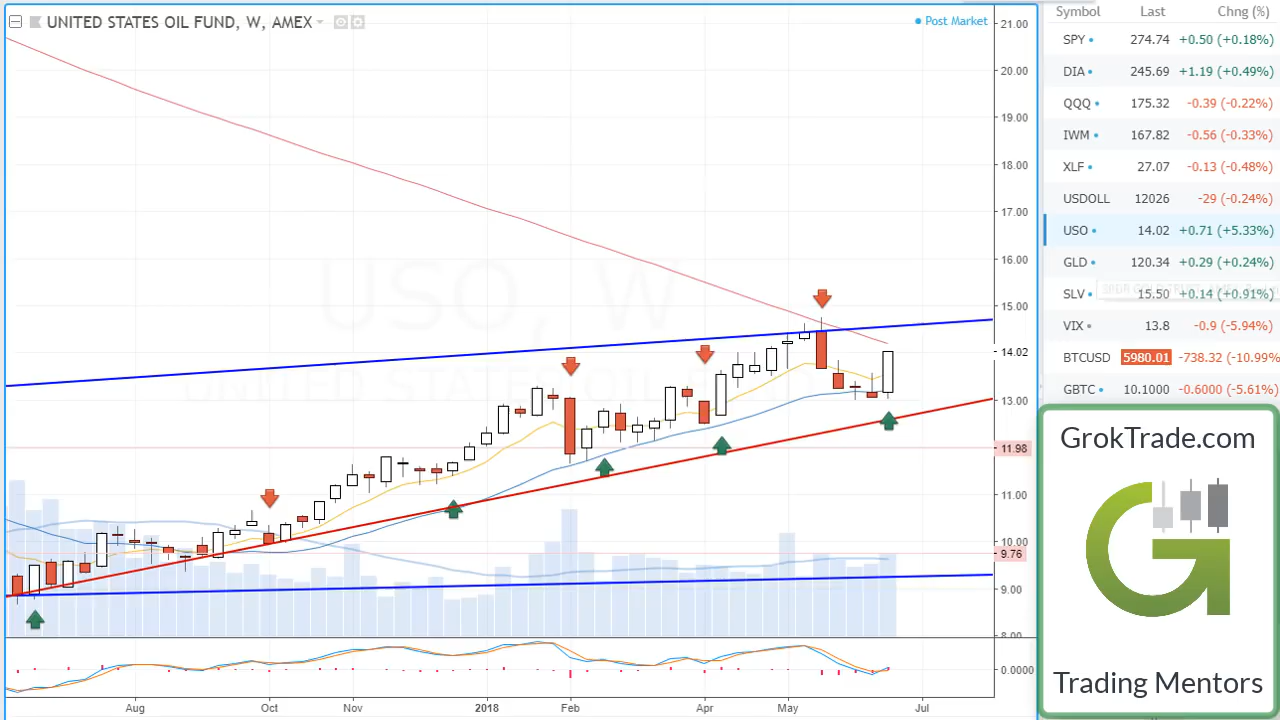 UNITED STATES OIL FUND, W, AMEX
Post Market
21.00
20.00
19.00
18.00
17.00
16.00
15.00
14.02
13.00
11.98
11.00
10.00
9.76
9.00
8.00
0.0000
USO, W
UNITED STATES OIL FUND
Aug
Oct
Nov
2018
Feb
Apr
May
Jul
Symbol Last Chng (%)
SPY 274.74 +0.50 (+0.18%)
DIA 245.69 +1.19 (+0.49%)
QQQ 175.32 -0.39 (-0.22%)
IWM 167.82 -0.56 (-0.33%)
XLF 27.07 -0.13 (-0.48%)
USDOLL 12026 -29 (-0.24%)
USO 14.02 +0.71 (+5.33%)
GLD 120.34 +0.29 (+0.24%)
SLV 15.50 +0.14 (+0.91%)
VIX 13.8 -0.9 (-5.94%)
BTCUSD 5980.01 -738.32 (-10.99%
GBTC 10.1000 -0.6000 (-5.61%)
GrokTrade.com
Trading Mentors